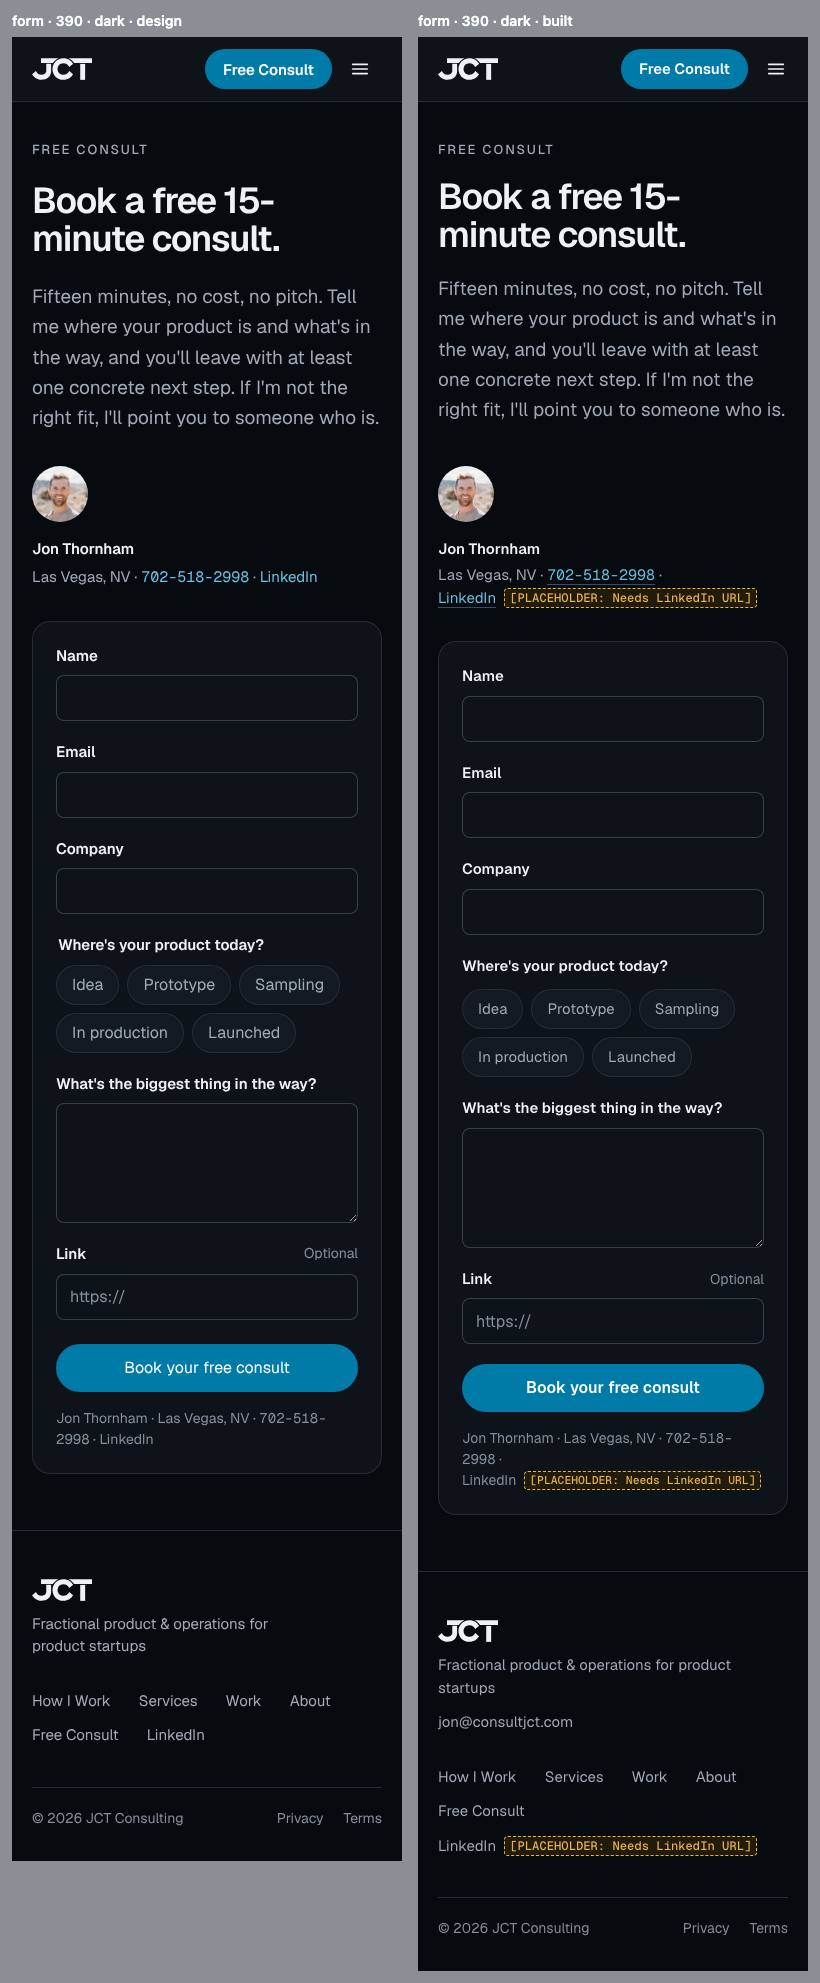 form · 390 · dark · design
JCT
Free Consult
FREE CONSULT
Book a free 15-
minute consult.
Fifteen minutes, no cost, no pitch. Tell
me where your product is and what's in
the way, and you'll leave with at least
one concrete next step. If I'm not the
right fit, I'll point you to someone who is.
Jon Thornham
Las Vegas, NV · 702-518-2998 · LinkedIn
Name
Email
Company
Where's your product today?
Idea
Prototype
Sampling
In production
Launched
What's the biggest thing in the way?
Link
Optional
https://
Book your free consult
Jon Thornham · Las Vegas, NV · 702-518-
2998 · LinkedIn
JCT
Fractional product & operations for
product startups
How I Work
Services
Work
About
Free Consult
LinkedIn
© 2026 JCT Consulting
Privacy
Terms
form · 390 · dark · built
JCT
Free Consult
FREE CONSULT
Book a free 15-
minute consult.
Fifteen minutes, no cost, no pitch. Tell
me where your product is and what's in
the way, and you'll leave with at least
one concrete next step. If I'm not the
right fit, I'll point you to someone who is.
Jon Thornham
Las Vegas, NV · 702-518-2998 ·
LinkedIn [PLACEHOLDER: Needs LinkedIn URL]
Name
Email
Company
Where's your product today?
Idea
Prototype
Sampling
In production
Launched
What's the biggest thing in the way?
Link
Optional
https://
Book your free consult
Jon Thornham · Las Vegas, NV · 702-518-
2998 ·
LinkedIn [PLACEHOLDER: Needs LinkedIn URL]
JCT
Fractional product & operations for product
startups
jon@consultjct.com
How I Work
Services
Work
About
Free Consult
LinkedIn [PLACEHOLDER: Needs LinkedIn URL]
© 2026 JCT Consulting
Privacy
Terms